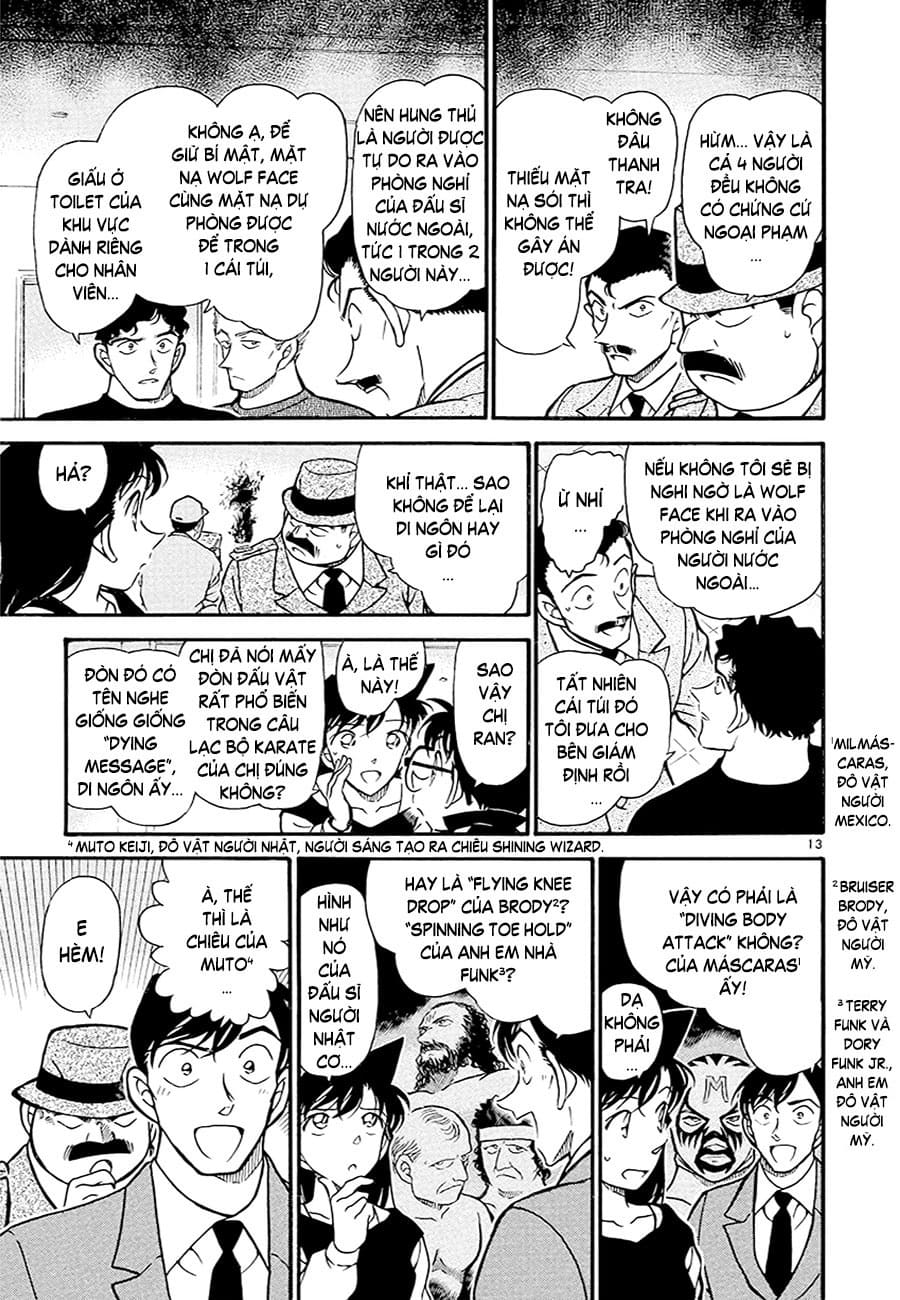 HỪM... VẬY LÀ
CẢ 4 NGƯỜI
ĐỀU KHÔNG
CÓ CHỨNG CỨ
NGOẠI PHẠM
...
KHÔNG
ĐÂU
THANH
TRA!
THIẾU MẶT
NẠ SÓI THÌ
KHÔNG THỂ
GÂY ÁN
ĐƯỢC!
NÊN HUNG THỦ
LÀ NGƯỜI ĐƯỢC
TỰ DO RA VÀO
PHÒNG NGHỈ
CỦA ĐẤU SĨ
NƯỚC NGOÀI,
TỨC 1 TRONG 2
NGƯỜI NÀY...
KHÔNG Ạ, ĐỂ
GIỮ BÍ MẬT, MẶT
NẠ WOLF FACE
CÙNG MẶT NẠ DỰ
PHÒNG ĐƯỢC
ĐỂ TRONG
1 CÁI TÚI,
GIẤU Ở
TOILET CỦA
KHU VỰC
DÀNH RIÊNG
CHO NHÂN
VIÊN...
NẾU KHÔNG TÔI SẼ BỊ
NGHI NGỜ LÀ WOLF
FACE KHI RA VÀO
PHÒNG NGHỈ CỦA
NGƯỜI NƯỚC
NGOÀI...
Ừ NHỈ
...
TẤT NHIÊN
CÁI TÚI ĐÓ
TÔI ĐƯA CHO
BÊN GIÁM
ĐỊNH RỒI
...
KHỈ THẬT... SAO
KHÔNG ĐỂ LẠI
DI NGÔN HAY
GÌ ĐÓ
...
HẢ?
SAO
VẬY
CHỊ
RAN?
À, LÀ THẾ
NÀY!
CHỊ ĐÃ NÓI MẤY
ĐÒN ĐẤU VẬT
RẤT PHỔ BIẾN
TRONG CÂU
LẠC BỘ KARATE
CỦA CHỊ ĐÚNG
KHÔNG?
ĐÒN ĐÓ CÓ
TÊN NGHE
GIỐNG GIỐNG
"DYING
MESSAGE",
DI NGÔN ẤY...
13
⁴ MUTO KEIJI, ĐÔ VẬT NGƯỜI NHẬT, NGƯỜI SÁNG TẠO RA CHIÊU SHINING WIZARD.
¹MILMÁS-
CARAS,
ĐÔ VẬT
NGƯỜI
MEXICO.
² BRUISER
BRODY,
ĐÔ VẬT
NGƯỜI
MỸ.
³ TERRY
FUNK VÀ
DORY
FUNK JR.,
ANH EM
ĐÔ VẬT
NGƯỜI
MỸ.
VẬY CÓ PHẢI LÀ
"DIVING BODY
ATTACK" KHÔNG?
CỦA MÁSCARAS¹
ẤY!
DẠ
KHÔNG
PHẢI
...
M
HAY LÀ "FLYING KNEE
DROP" CỦA BRODY²?
"SPINNING TOE HOLD"
CỦA ANH EM NHÀ
FUNK³?
HÌNH
NHƯ
NÓ
CỦA
ĐẤU SĨ
NGƯỜI
NHẬT
CƠ...
À, THẾ
THÌ LÀ
CHIÊU CỦA
MUTO⁴
...
E
HÈM!